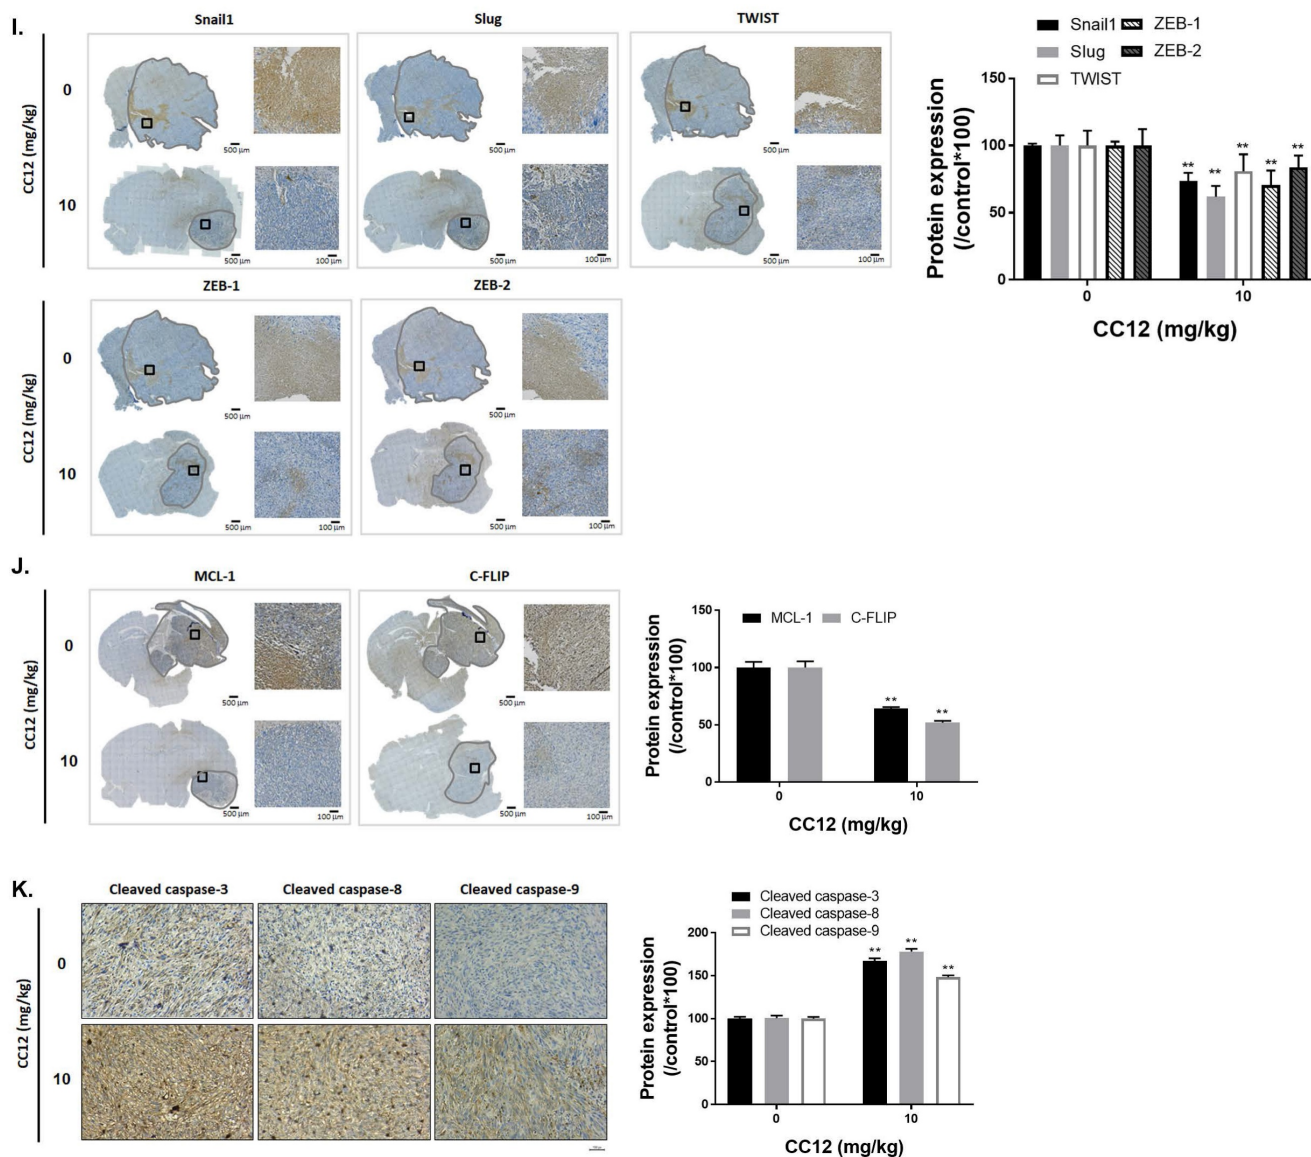 I.
Snail1
Slug
TWIST
CC12 (mg/kg)
0
500 µm
500 µm
500 µm
10
500 µm
100 µm
500 µm
100 µm
500 µm
100 µm
Snail1
ZEB-1
Slug
ZEB-2
TWIST
Protein expression
(/control*100)
150
100
50
0
** ** ** ** **
0
10
CC12 (mg/kg)
ZEB-1
ZEB-2
CC12 (mg/kg)
0
500 µm
500 µm
10
500 µm
100 µm
500 µm
100 µm
J.
MCL-1
C-FLIP
CC12 (mg/kg)
0
500 µm
500 µm
10
500 µm
100 µm
500 µm
100 µm
MCL-1
C-FLIP
Protein expression
(/control*100)
150
100
50
0
** **
0
10
CC12 (mg/kg)
K.
Cleaved caspase-3
Cleaved caspase-8
Cleaved caspase-9
CC12 (mg/kg)
0
10
Cleaved caspase-3
Cleaved caspase-8
Cleaved caspase-9
Protein expression
(/control*100)
200
150
100
50
0
** ** **
0
10
CC12 (mg/kg)